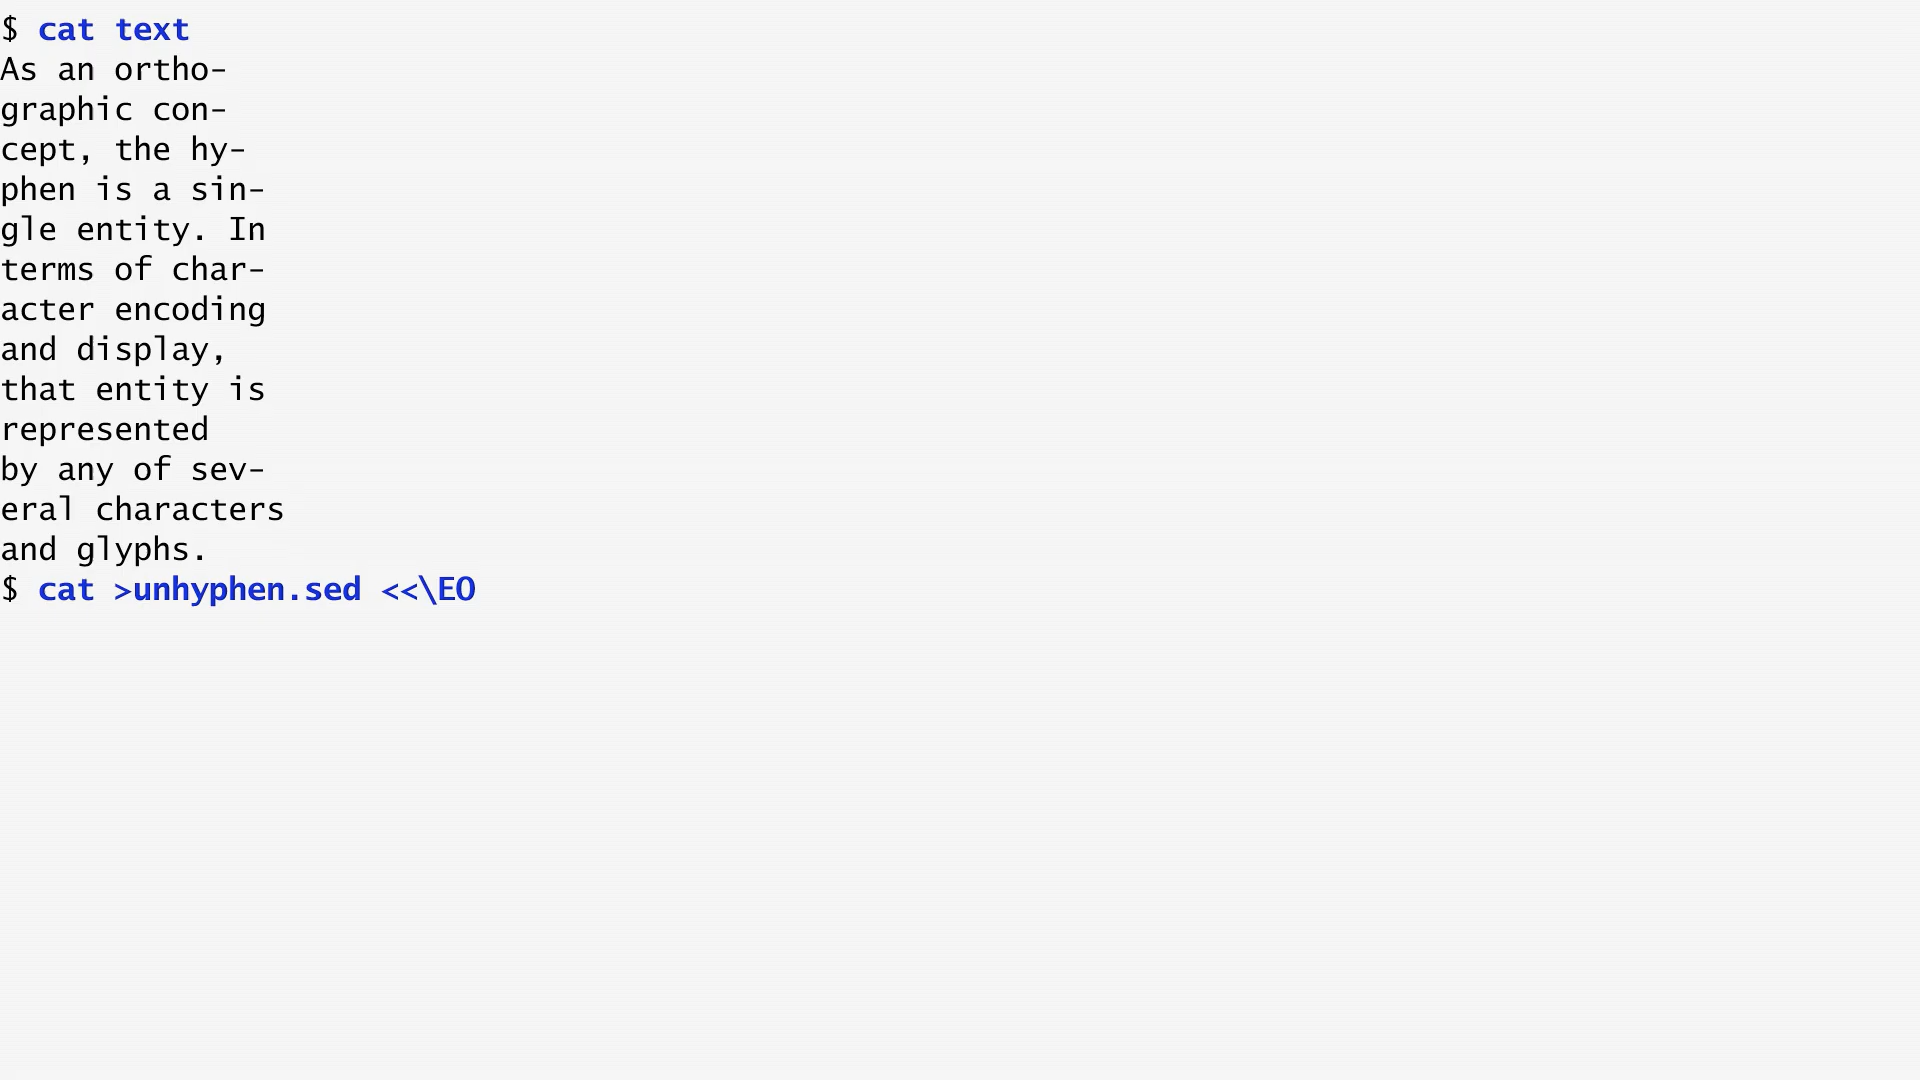 $ cat text
As an ortho-
graphic con-
cept, the hy-
phen is a sin-
gle entity. In
terms of char-
acter encoding
and display,
that entity is
represented
by any of sev-
eral characters
and glyphs.
$ cat >unhyphen.sed <<\EO